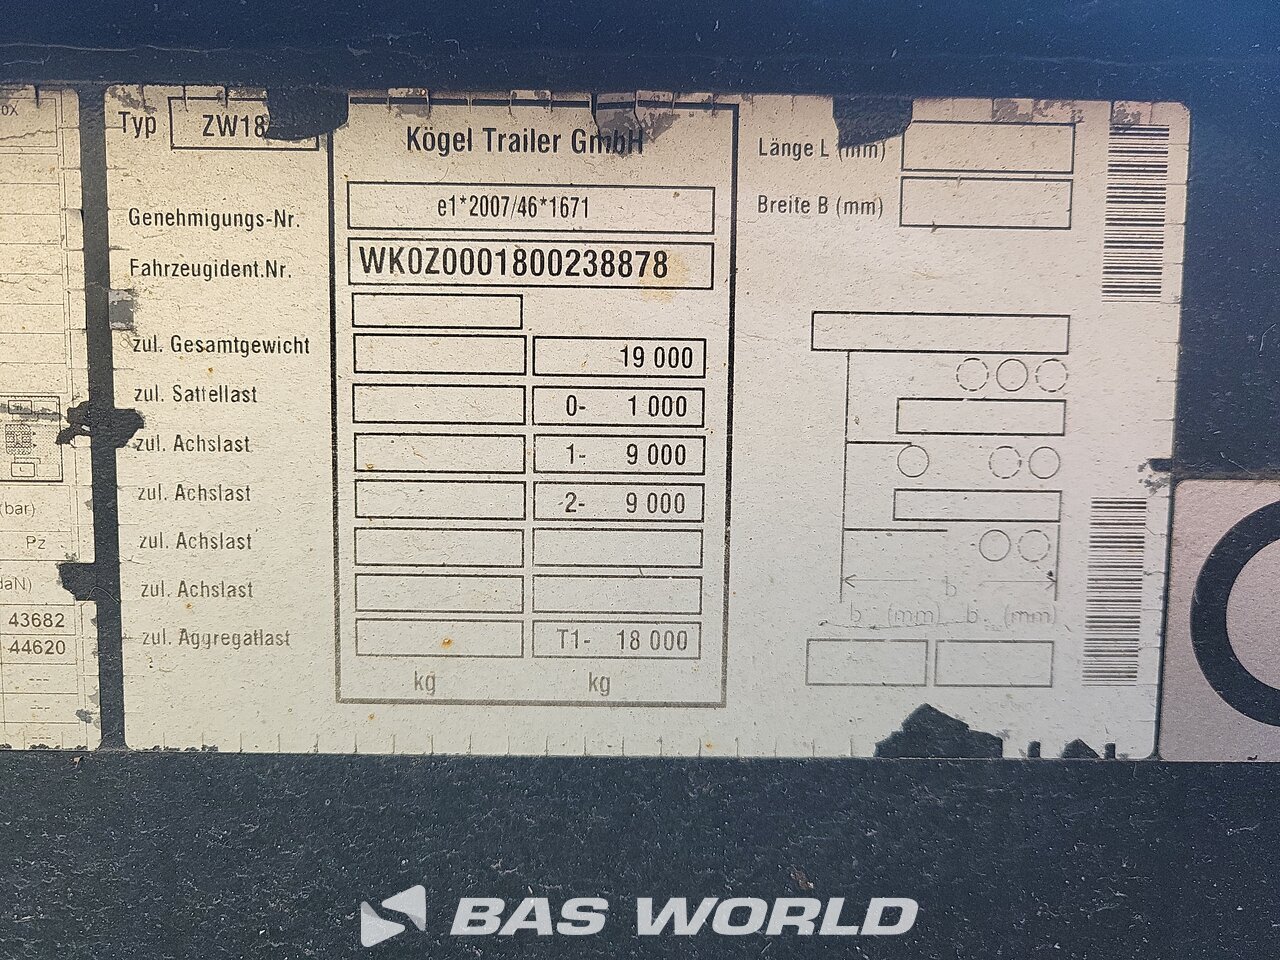 Typ ZW18
Kögel Trailer GmbH
Länge L (mm)
Genehmigungs-Nr. e1*2007/46*1671
Breite B (mm)
Fahrzeugident.Nr. WK0Z0001800238878
zul. Gesamtgewicht 19 000
zul. Sattellast 0- 1 000
zul. Achslast 1- 9 000
zul. Achslast -2- 9 000
zul. Achslast
zul. Achslast
zul. Aggregatlast T1- 18 000
kg kg
b
b (mm) b (mm)
(bar)
Pz
43682
44620
BAS WORLD